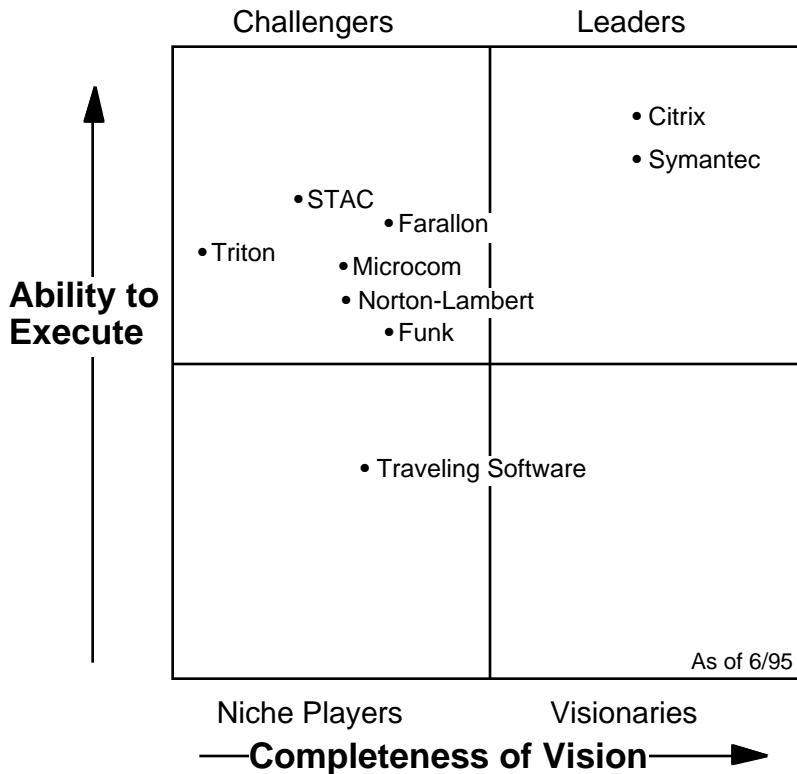 Challengers
Leaders
Citrix
Symantec
STAC
Farallon
Triton
Microcom
Ability to
Execute
Norton-Lambert
Funk
Traveling Software
As of 6/95
Niche Players
Visionaries
Completeness of Vision